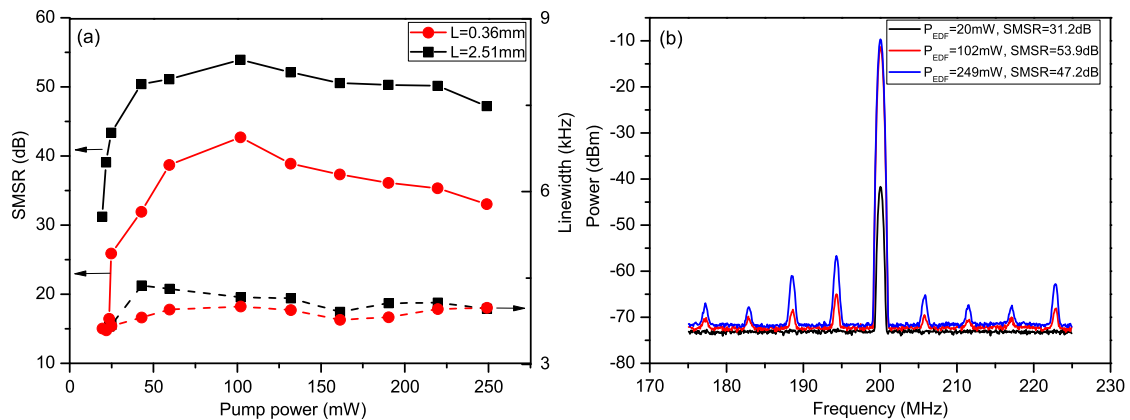 (a)
L=0.36mm
L=2.51mm
SMSR (dB)
60
50
40
30
20
10
0
50
100
150
200
250
Pump power (mW)
9
6
3
Linewidth (kHz)
(b)
P_EDF=20mW, SMSR=31.2dB
P_EDF=102mW, SMSR=53.9dB
P_EDF=249mW, SMSR=47.2dB
Power (dBm)
-10
-20
-30
-40
-50
-60
-70
-80
170
180
190
200
210
220
230
Frequency (MHz)